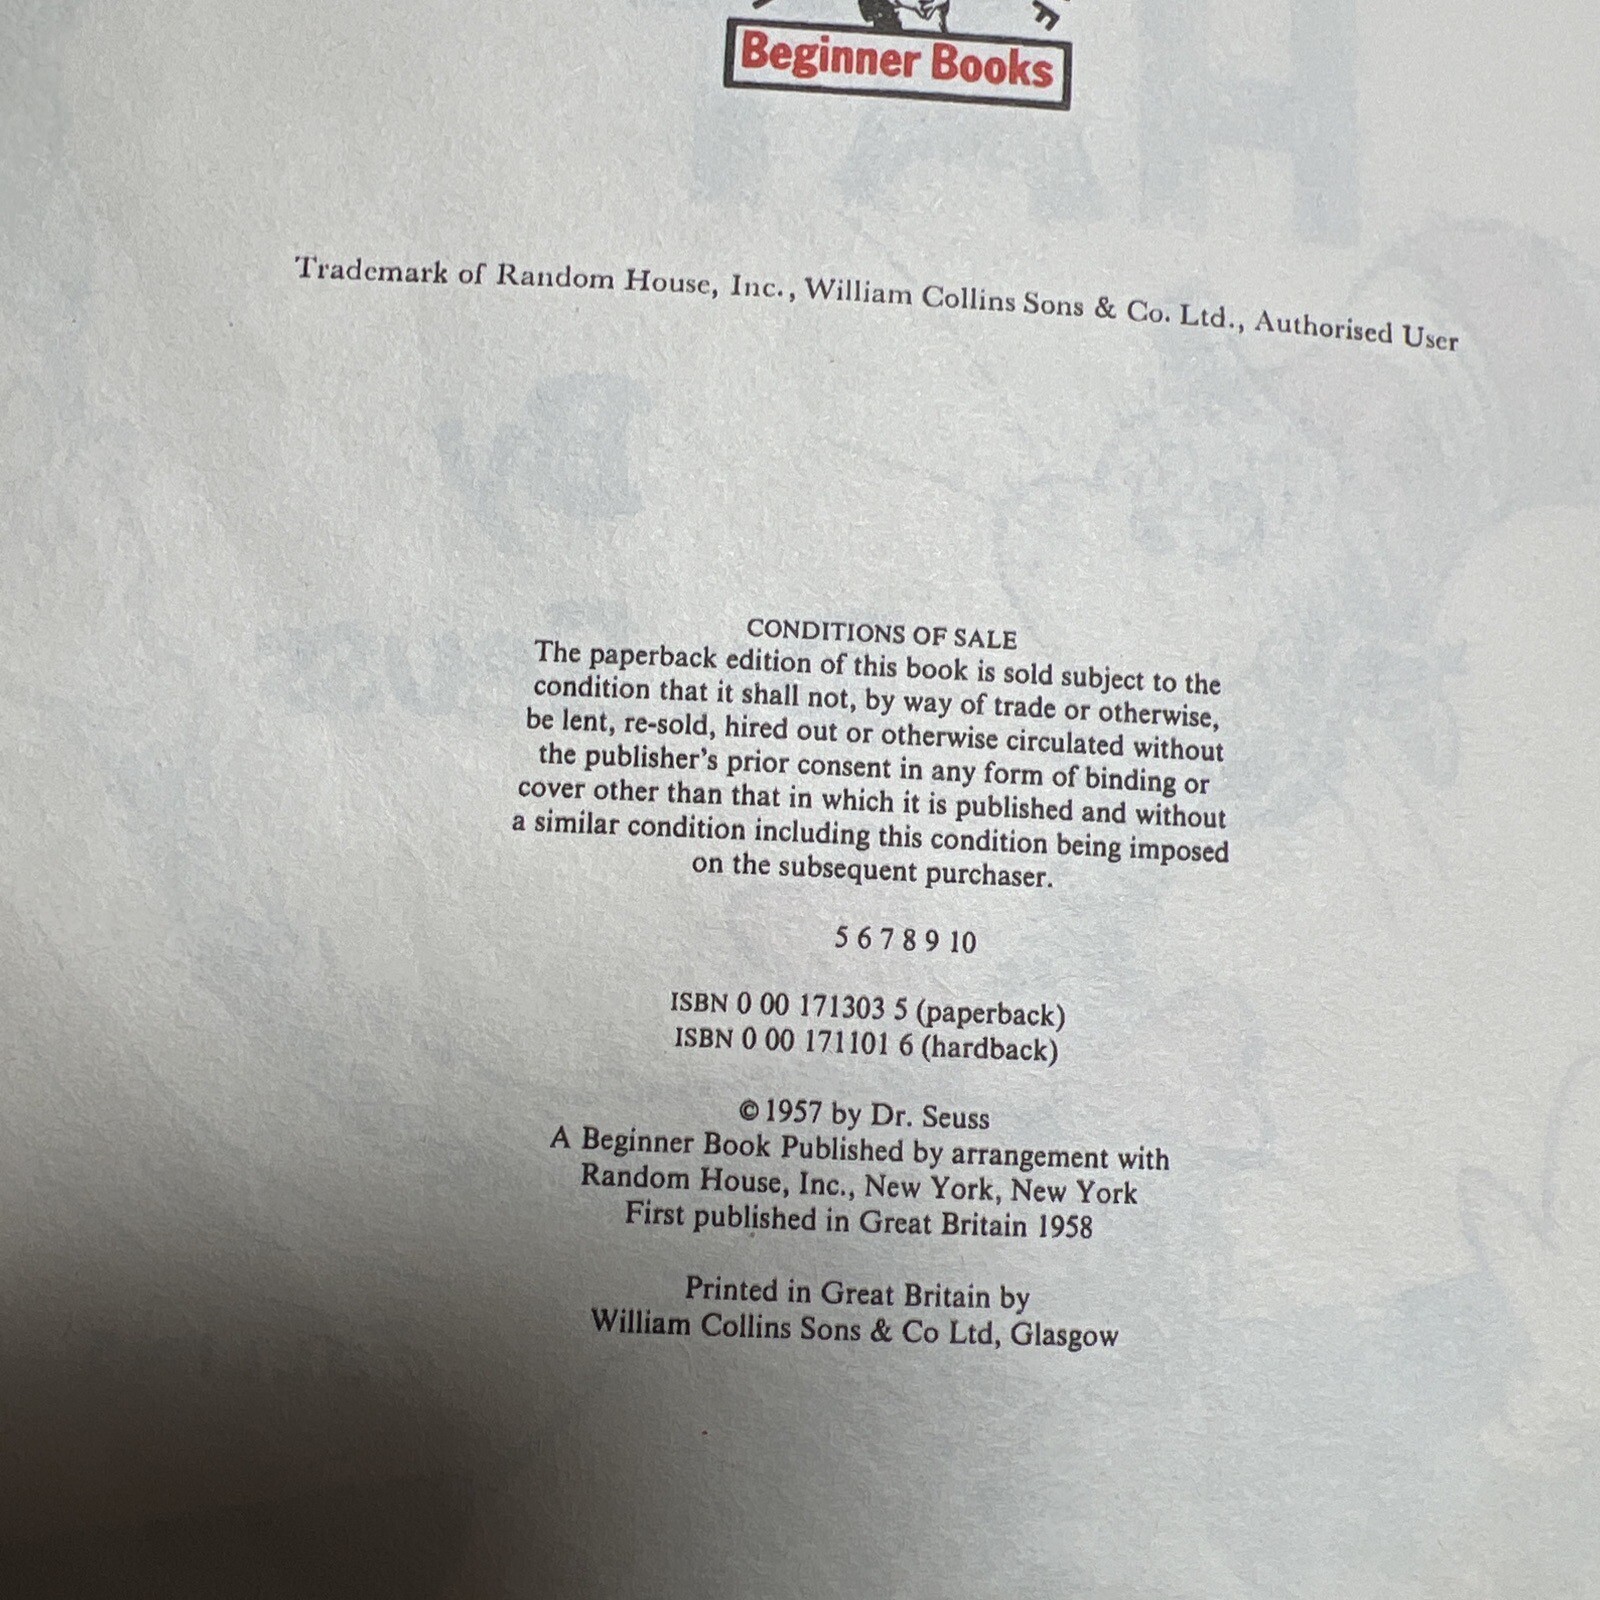 Beginner Books
Trademark of Random House, Inc., William Collins Sons & Co. Ltd., Authorised User
CONDITIONS OF SALE
The paperback edition of this book is sold subject to the
condition that it shall not, by way of trade or otherwise,
be lent, re-sold, hired out or otherwise circulated without
the publisher's prior consent in any form of binding or
cover other than that in which it is published and without
a similar condition including this condition being imposed
on the subsequent purchaser.
5 6 7 8 9 10
ISBN 0 00 171303 5 (paperback)
ISBN 0 00 171101 6 (hardback)
© 1957 by Dr. Seuss
A Beginner Book Published by arrangement with
Random House, Inc., New York, New York
First published in Great Britain 1958
Printed in Great Britain by
William Collins Sons & Co Ltd, Glasgow